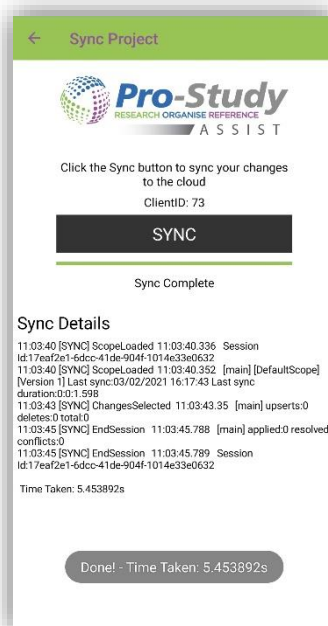 Sync Project
Pro-Study
RESEARCH ORGANISE REFERENCE
ASSIST
Click the Sync button to sync your changes
to the cloud
ClientID: 73
SYNC
Sync Complete
Sync Details
11:03:40 [SYNC] ScopeLoaded 11:03:40.336 Session
Id:17eaf2e1-6dcc-41de-904f-1014e33e0632
11:03:40 [SYNC] ScopeLoaded 11:03:40.352 [main] [DefaultScope]
[Version 1] Last sync:03/02/2021 16:17:43 Last sync
duration:0:0:1.598
11:03:43 [SYNC] ChangesSelected 11:03:43.35 [main] upserts:0
deletes:0 total:0
11:03:45 [SYNC] EndSession 11:03:45.788 [main] applied:0 resolved
conflicts:0
11:03:45 [SYNC] EndSession 11:03:45.789 Session
Id:17eaf2e1-6dcc-41de-904f-1014e33e0632
Time Taken: 5.453892s
Done! - Time Taken: 5.453892s